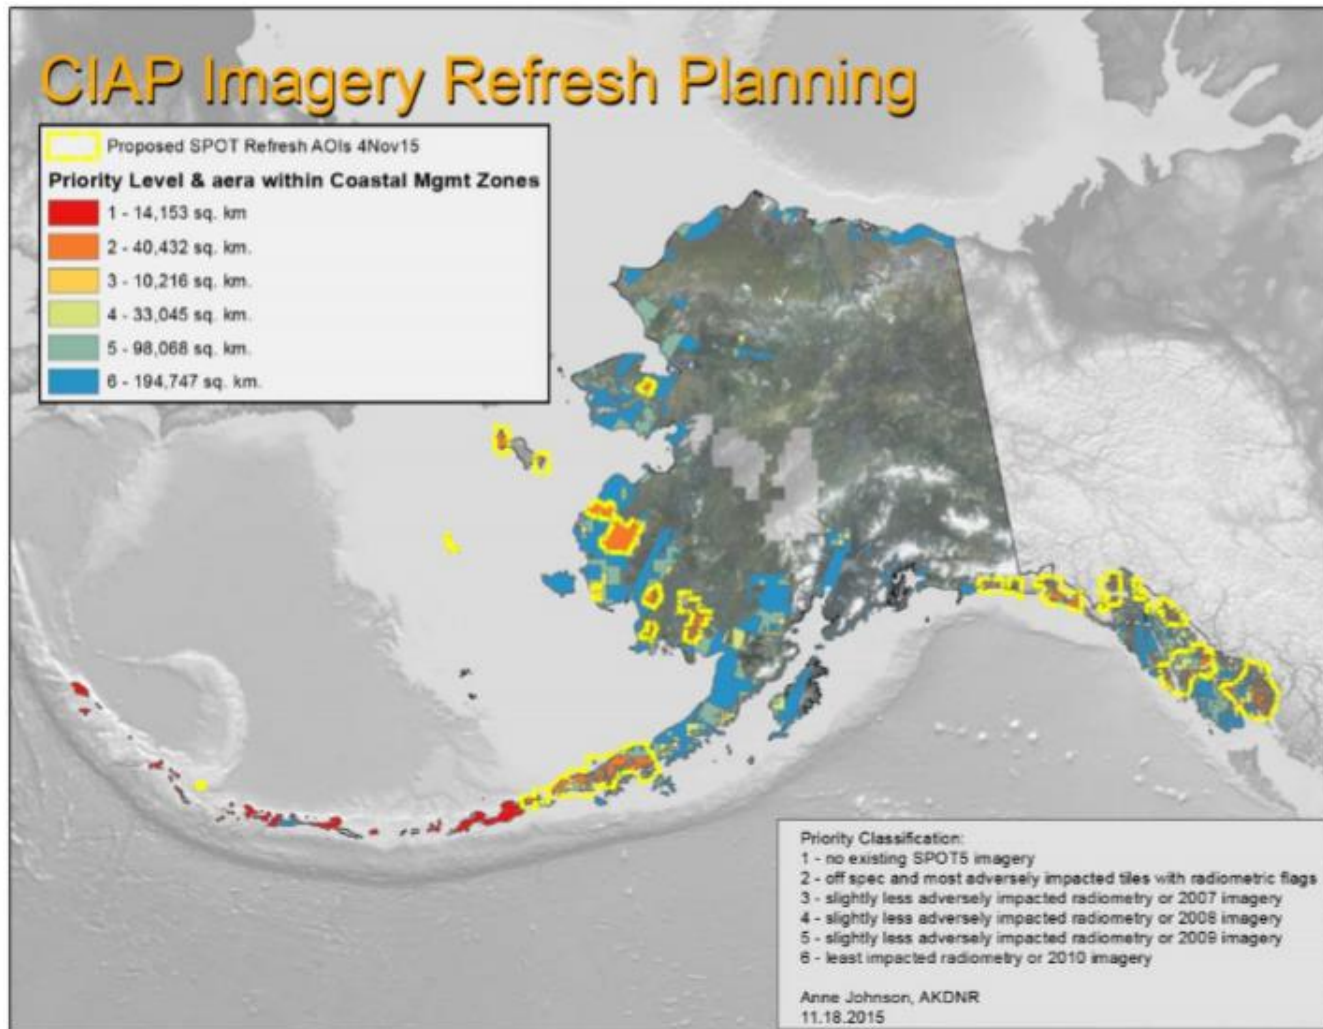 CIAP Imagery Refresh Planning
Proposed SPOT Refresh AOIs 4Nov15
Priority Level & aera within Coastal Mgmt Zones
1 - 14,153 sq. km
2 - 40,432 sq. km.
3 - 10,216 sq. km.
4 - 33,045 sq. km.
5 - 98,068 sq. km.
6 - 194,747 sq. km.
Priority Classification:
1 - no existing SPOT5 imagery
2 - off spec and most adversely impacted tiles with radiometric flags
3 - slightly less adversely impacted radiometry or 2007 imagery
4 - slightly less adversely impacted radiometry or 2008 imagery
5 - slightly less adversely impacted radiometry or 2009 imagery
6 - least impacted radiometry or 2010 imagery
Anne Johnson, AKDNR
11.18.2015